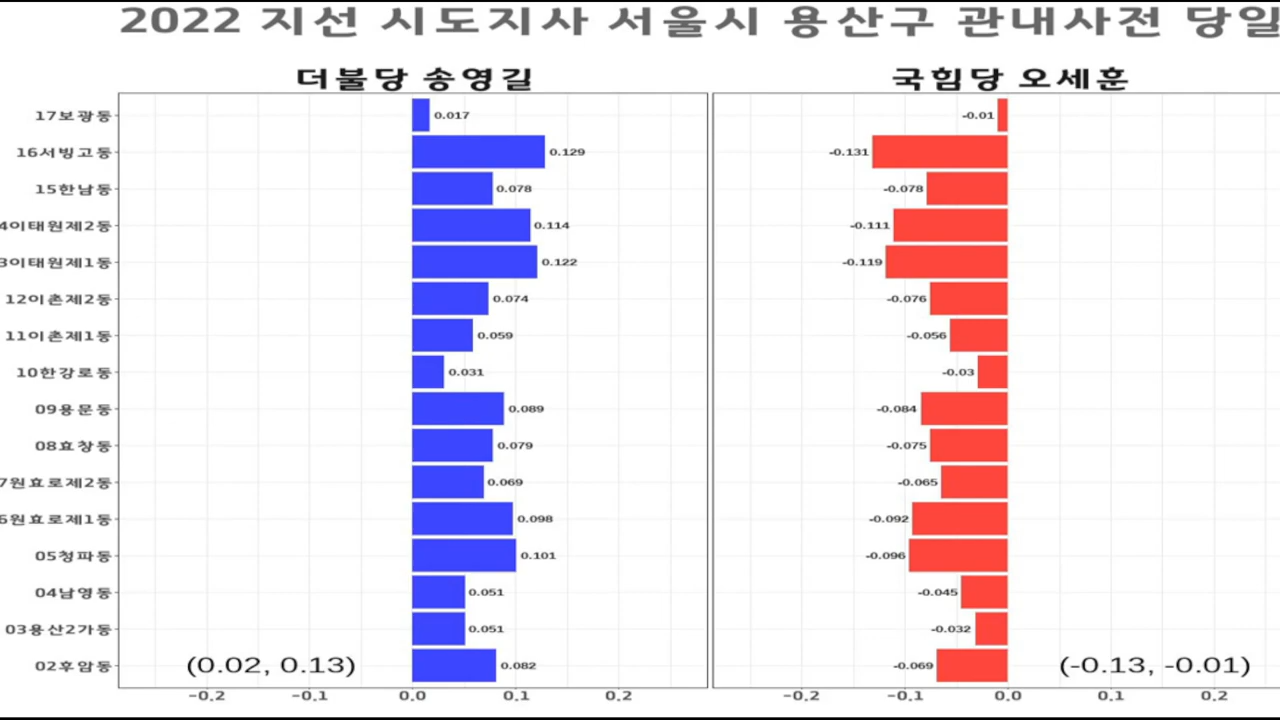 2022 지선 시도지사 서울시 용산구 관내사전 당일
더불당 송영길 국힘당 오세훈
17보광동 0.017 -0.01
16서빙고동 0.129 -0.131
15한남동 0.078 -0.078
4이태원제2동 0.114 -0.111
3이태원제1동 0.122 -0.119
12이촌제2동 0.074 -0.076
11이촌제1동 0.059 -0.056
10한강로동 0.031 -0.03
09용문동 0.089 -0.084
08효창동 0.079 -0.075
7원효로제2동 0.069 -0.065
6원효로제1동 0.098 -0.092
05청파동 0.101 -0.096
04남영동 0.051 -0.045
03용산2가동 0.051 -0.032
02후암동 (0.02, 0.13) 0.082 -0.069 (-0.13, -0.01)
-0.2 -0.1 0.0 0.1 0.2 -0.2 -0.1 0.0 0.1 0.2